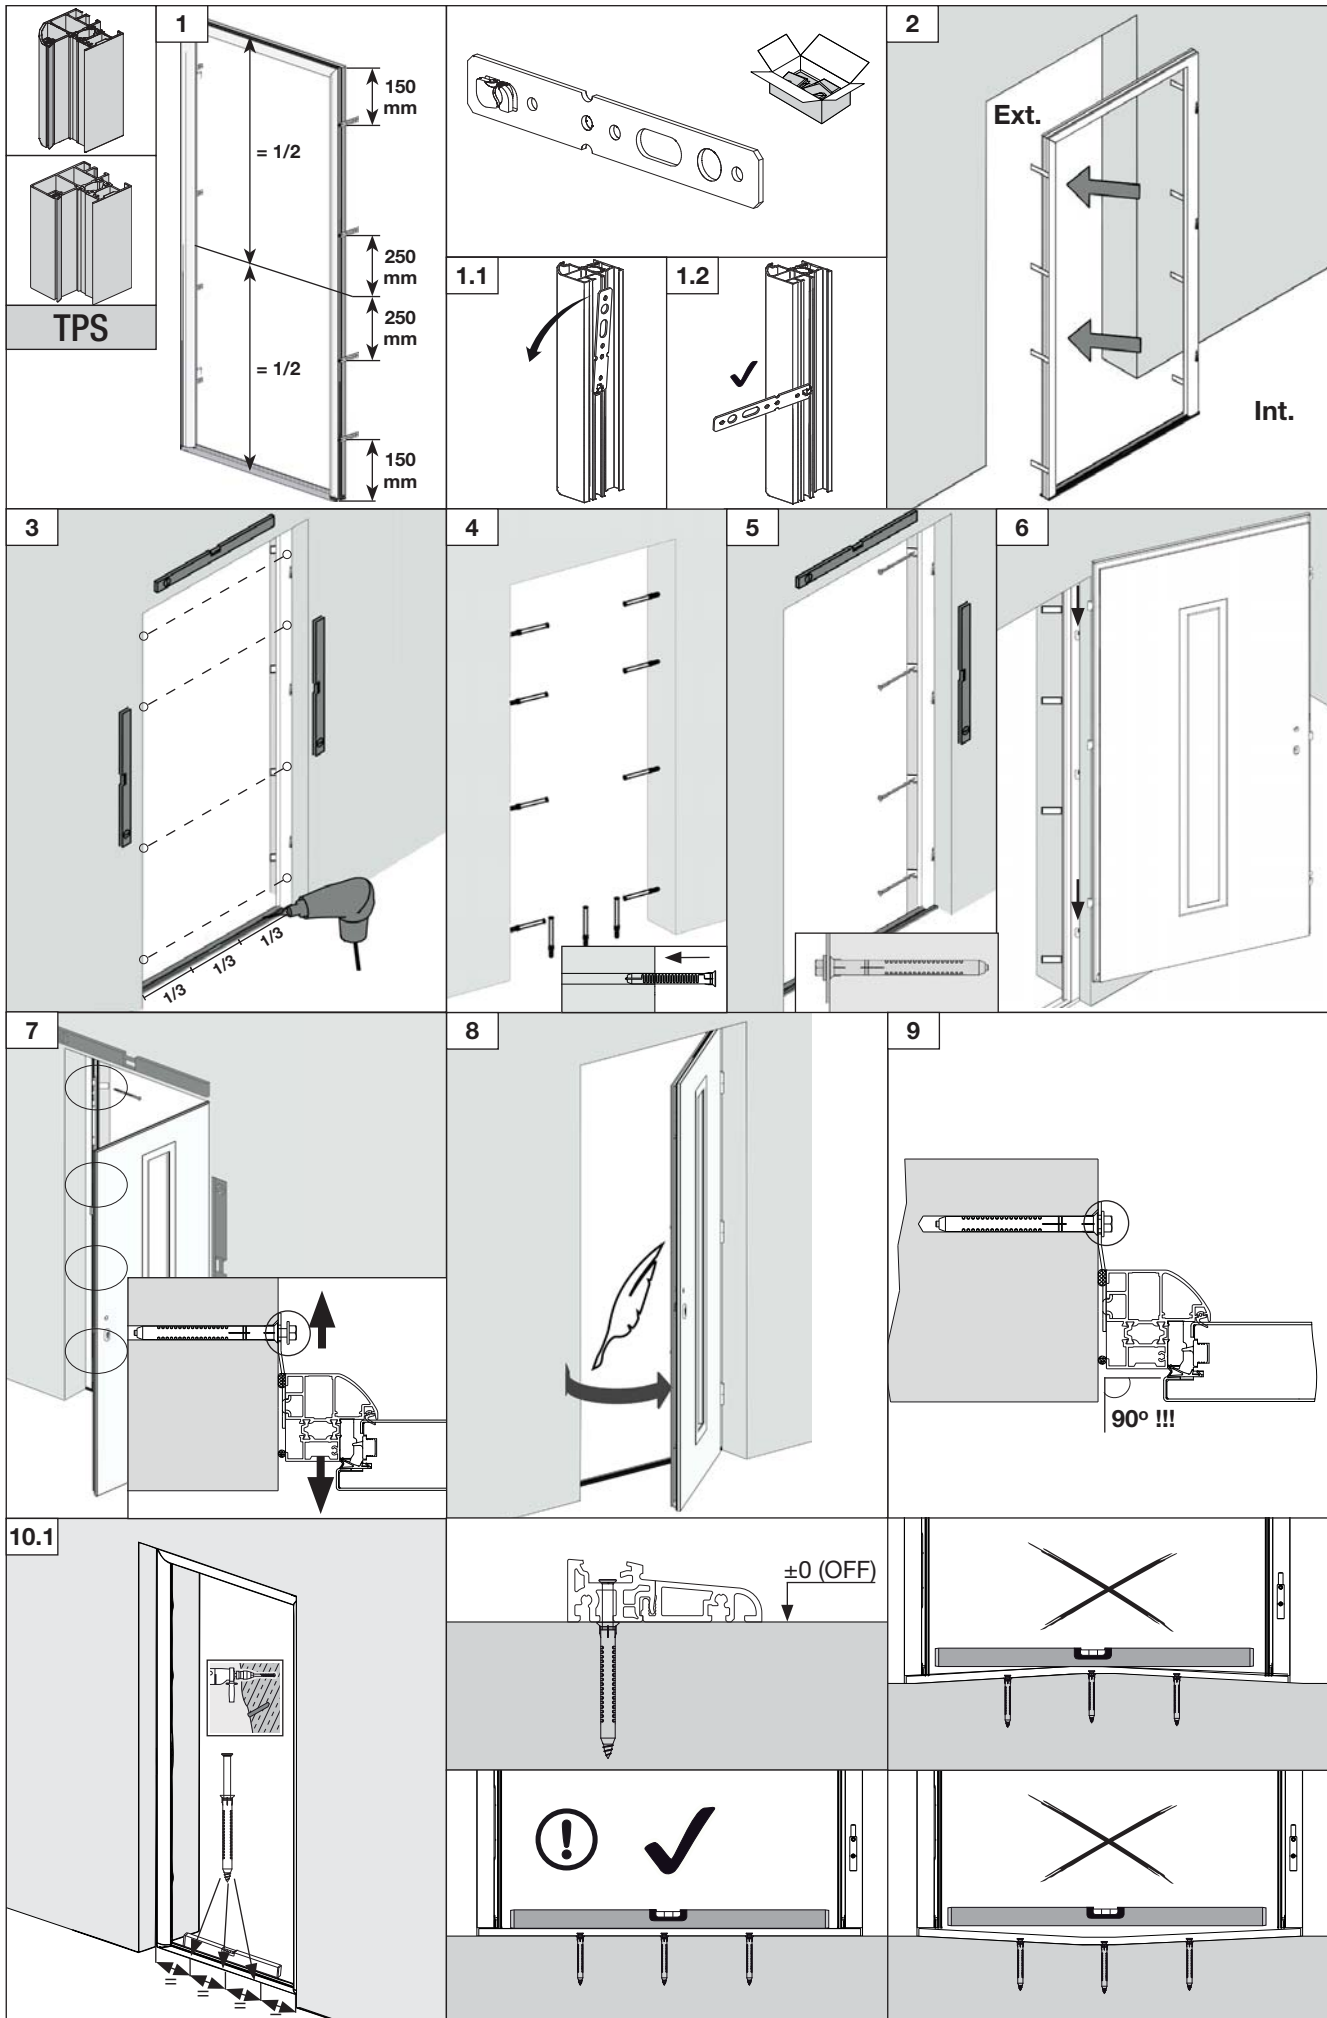 1
150
mm
= 1/2
250
mm
250
mm
= 1/2
150
mm
TPS
1.1
1.2
2
Ext.
Int.
3
1/3
1/3
1/3
4
5
6
7
8
9
90º !!!
10.1
=
=
=
=
±0 (OFF)